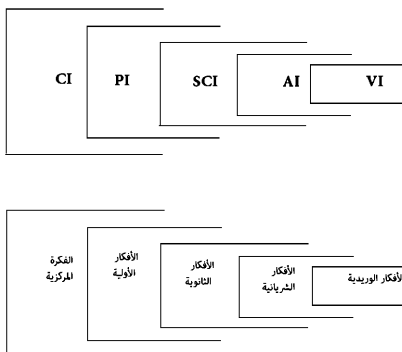 CI PI SCI AI VI
الفكرة
المركزية
الأفكار
الأولية
الأفكار
الثانوية
الأفكار
الشريانية
الأفكار الوريدية